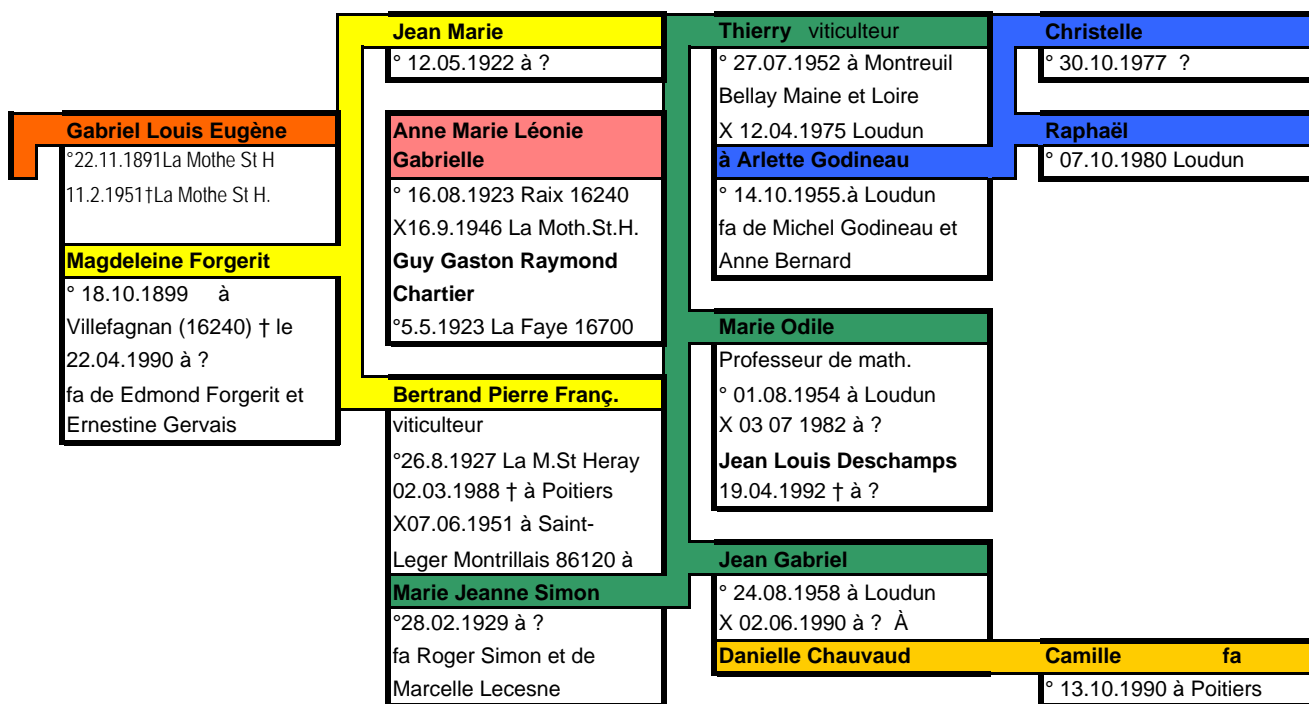 Gabriel Louis Eugène
°22.11.1891La Mothe St H
11.2.1951†La Mothe St H.
Magdeleine Forgerit
° 18.10.1899 à
Villefagnan (16240) † le
22.04.1990 à ?
fa de Edmond Forgerit et
Ernestine Gervais
Jean Marie
° 12.05.1922 à ?
Anne Marie Léonie
Gabrielle
° 16.08.1923 Raix 16240
X16.9.1946 La Moth.St.H.
Guy Gaston Raymond
Chartier
°5.5.1923 La Faye 16700
Bertrand Pierre Franç.
viticulteur
°26.8.1927 La M.St Heray
02.03.1988 † à Poitiers
X07.06.1951 à Saint-
Leger Montrillais 86120 à
Marie Jeanne Simon
°28.02.1929 à ?
fa Roger Simon et de
Marcelle Lecesne
Thierry viticulteur
° 27.07.1952 à Montreuil
Bellay Maine et Loire
X 12.04.1975 Loudun
à Arlette Godineau
° 14.10.1955.à Loudun
fa de Michel Godineau et
Anne Bernard
Marie Odile
Professeur de math.
° 01.08.1954 à Loudun
X 03 07 1982 à ?
Jean Louis Deschamps
19.04.1992 † à ?
Jean Gabriel
° 24.08.1958 à Loudun
X 02.06.1990 à ? À
Danielle Chauvaud
Christelle
° 30.10.1977 ?
Raphaël
° 07.10.1980 Loudun
Camille fa
° 13.10.1990 à Poitiers